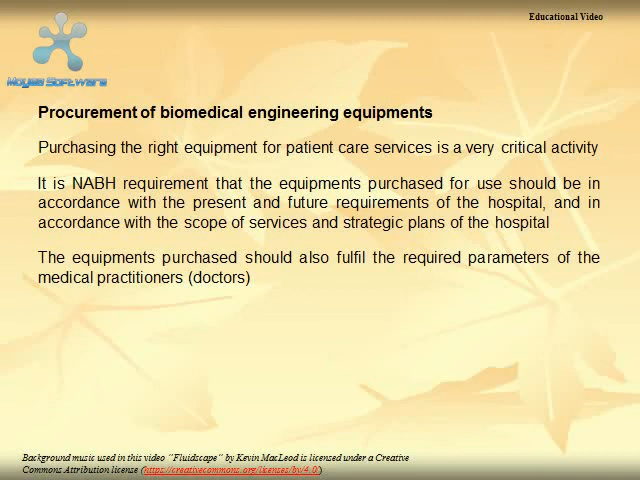 Educational Video
Moyae Software
Procurement of biomedical engineering equipments
Purchasing the right equipment for patient care services is a very critical activity
It is NABH requirement that the equipments purchased for use should be in
accordance with the present and future requirements of the hospital, and in
accordance with the scope of services and strategic plans of the hospital
The equipments purchased should also fulfil the required parameters of the
medical practitioners (doctors)
Background music used in this video "Fluidscape" by Kevin MacLeod is licensed under a Creative
Commons Attribution license (https://creativecommons.org/licenses/by/4.0/)